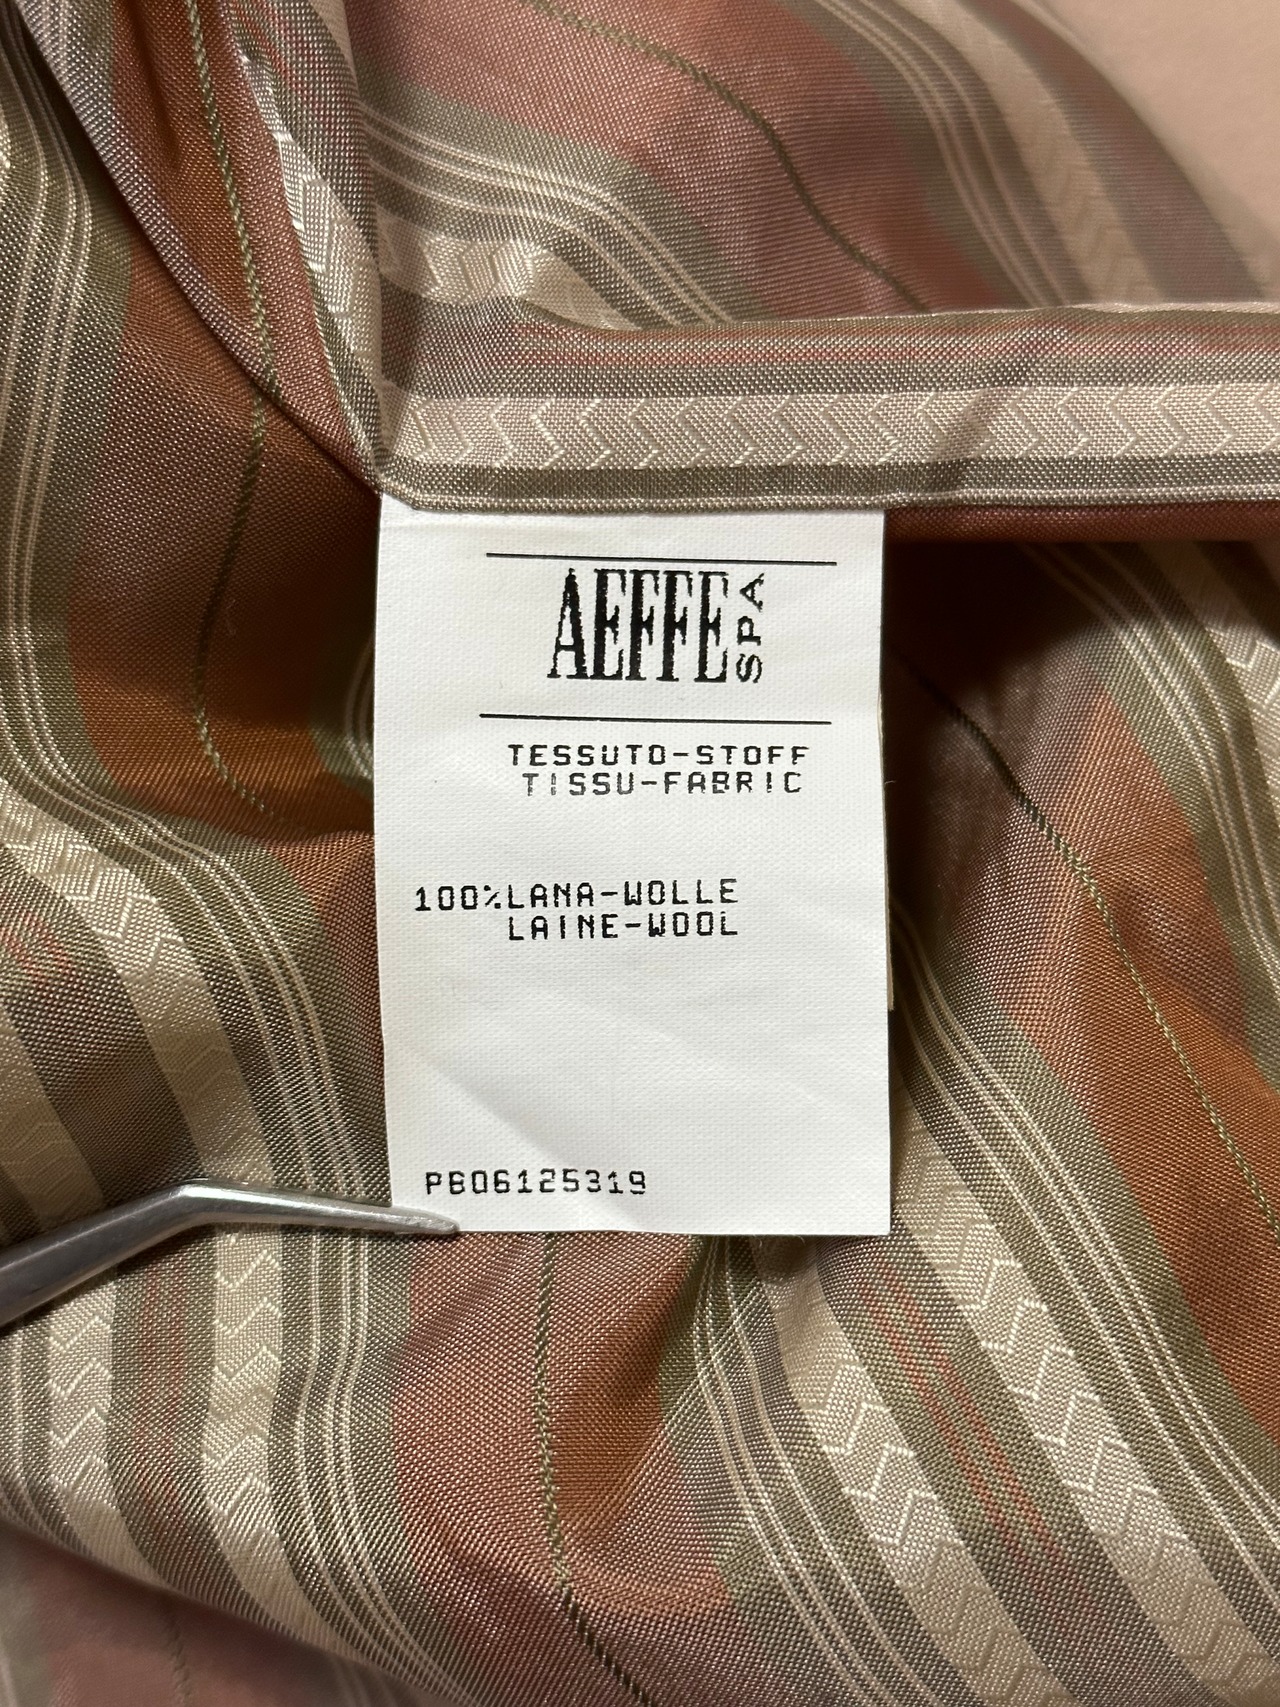 AEFFE SPA
TESSUTO-STOFF
TISSU-FABRIC
100%LANA-WOLLE
LAINE-WOOL
PB06125319